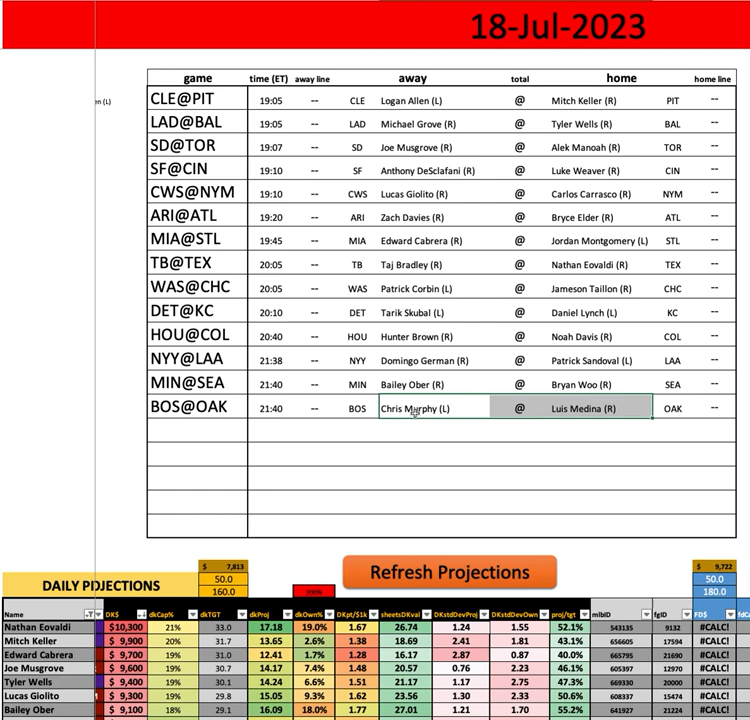 18-Jul-2023
game time (ET) away line away total home home line
en (L)
CLE@PIT 19:05 -- CLE Logan Allen (L) @ Mitch Keller (R) PIT --
LAD@BAL 19:05 -- LAD Michael Grove (R) @ Tyler Wells (R) BAL --
SD@TOR 19:07 -- SD Joe Musgrove (R) @ Alek Manoah (R) TOR --
SF@CIN 19:10 -- SF Anthony DeSclafani (R) @ Luke Weaver (R) CIN --
CWS@NYM 19:10 -- CWS Lucas Giolito (R) @ Carlos Carrasco (R) NYM --
ARI@ATL 19:20 -- ARI Zach Davies (R) @ Bryce Elder (R) ATL --
MIA@STL 19:45 -- MIA Edward Cabrera (R) @ Jordan Montgomery (L) STL --
TB@TEX 20:05 -- TB Taj Bradley (R) @ Nathan Eovaldi (R) TEX --
WAS@CHC 20:05 -- WAS Patrick Corbin (L) @ Jameson Taillon (R) CHC --
DET@KC 20:10 -- DET Tarik Skubal (L) @ Daniel Lynch (L) KC --
HOU@COL 20:40 -- HOU Hunter Brown (R) @ Noah Davis (R) COL --
NYY@LAA 21:38 -- NYY Domingo German (R) @ Patrick Sandoval (L) LAA --
MIN@SEA 21:40 -- MIN Bailey Ober (R) @ Bryan Woo (R) SEA --
BOS@OAK 21:40 -- BOS Chris Murphy (L) @ Luis Medina (R) OAK --
$ 7,813 Refresh Projections $ 9,722
DAILY 50.0 50.0
160.0 180.0
Name DK$ dkCap% dkTGT dkProj dkOwn% DKpt/$1k sheetsDKval DKstdDevProj DKstdDevOwn proj/tgt mlbID fgID FD$
Nathan Eovaldi $10,300 21% 33.0 17.18 19.0% 1.67 26.74 1.24 1.55 52.1% 543135 9132 #CALC!
Mitch Keller $ 9,900 20% 31.7 13.65 2.6% 1.38 18.69 2.41 1.81 43.1% 656605 17594 #CALC!
Edward Cabrera $ 9,700 19% 31.0 12.41 1.7% 1.28 16.17 2.87 0.87 40.0% 665795 21690 #CALC!
Joe Musgrove $ 9,600 19% 30.7 14.17 7.4% 1.48 20.57 0.76 2.23 46.1% 605397 12970 #CALC!
Tyler Wells $ 9,400 19% 30.1 14.24 6.6% 1.51 21.17 1.17 2.75 47.3% 669330 20000 #CALC!
Lucas Giolito $ 9,300 19% 29.8 15.05 9.3% 1.62 23.56 1.30 2.33 50.6% 608337 15474 #CALC!
Bailey Ober $ 9,100 18% 29.1 16.09 18.0% 1.77 27.01 1.21 1.70 55.2% 641927 21224 #CALC!